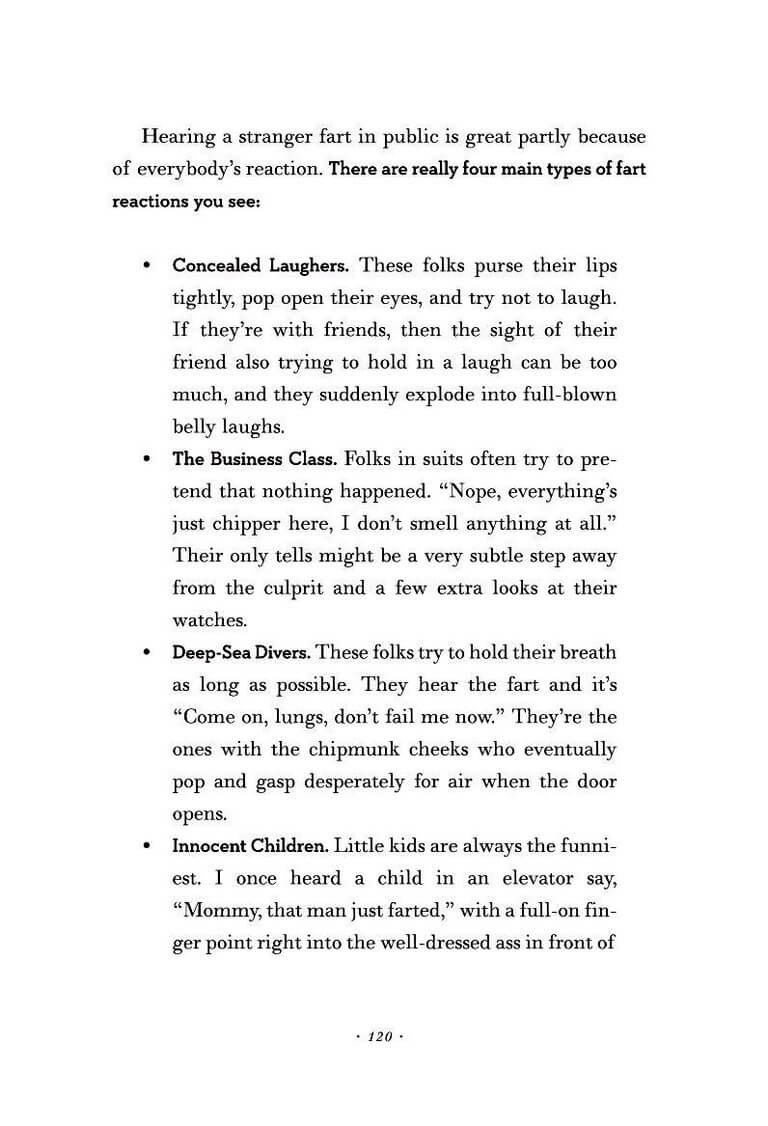 Hearing a stranger fart in public is great partly because
of everybody’s reaction. There are really four main types of fart
reactions you see:
• Concealed Laughers. These folks purse their lips
tightly, pop open their eyes, and try not to laugh.
If they’re with friends, then the sight of their
friend also trying to hold in a laugh can be too
much, and they suddenly explode into full-blown
belly laughs.
• The Business Class. Folks in suits often try to pre-
tend that nothing happened. “Nope, everything’s
just chipper here, I don’t smell anything at all.”
Their only tells might be a very subtle step away
from the culprit and a few extra looks at their
watches.
• Deep-Sea Divers. These folks try to hold their breath
as long as possible. They hear the fart and it’s
“Come on, lungs, don’t fail me now.” They’re the
ones with the chipmunk cheeks who eventually
pop and gasp desperately for air when the door
opens.
• Innocent Children. Little kids are always the funni-
est. I once heard a child in an elevator say,
“Mommy, that man just farted,” with a full-on fin-
ger point right into the well-dressed ass in front of
· 120 ·